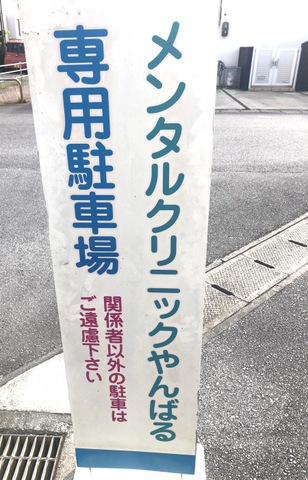 メンタルクリニックやんばる
専用駐車場
関係者以外の駐車は
ご遠慮下さい